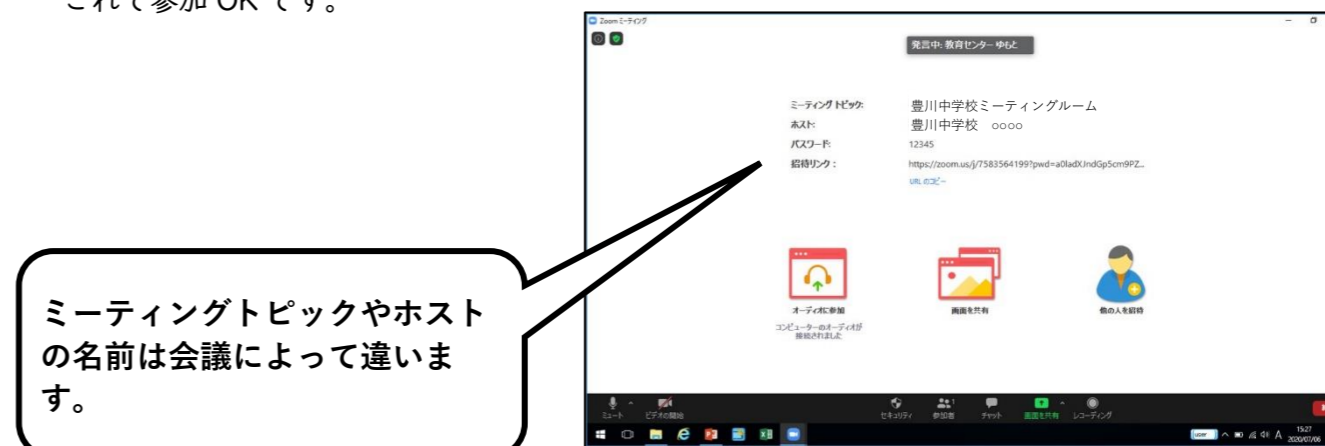 これで参加 OK です。
Zoom ミーティング
発言中: 教育センター ゆもと
ミーティング トピック: 豊川中学校ミーティングルーム
ホスト: 豊川中学校 ○○○○
パスワード: 12345
招待リンク: https://zoom.us/j/7583564199?pwd=a0ladXJndGp5cm9PZ...
URL のコピー
オーディオに参加
コンピューターのオーディオが
接続されました
画面を共有
他の人を招待
ミーティングトピックやホスト
の名前は会議によって違いま
す。
ミュート ビデオの開始 セキュリティ 参加者 1 チャット 画面を共有 レコーディング
user A 15:27
2020/07/06